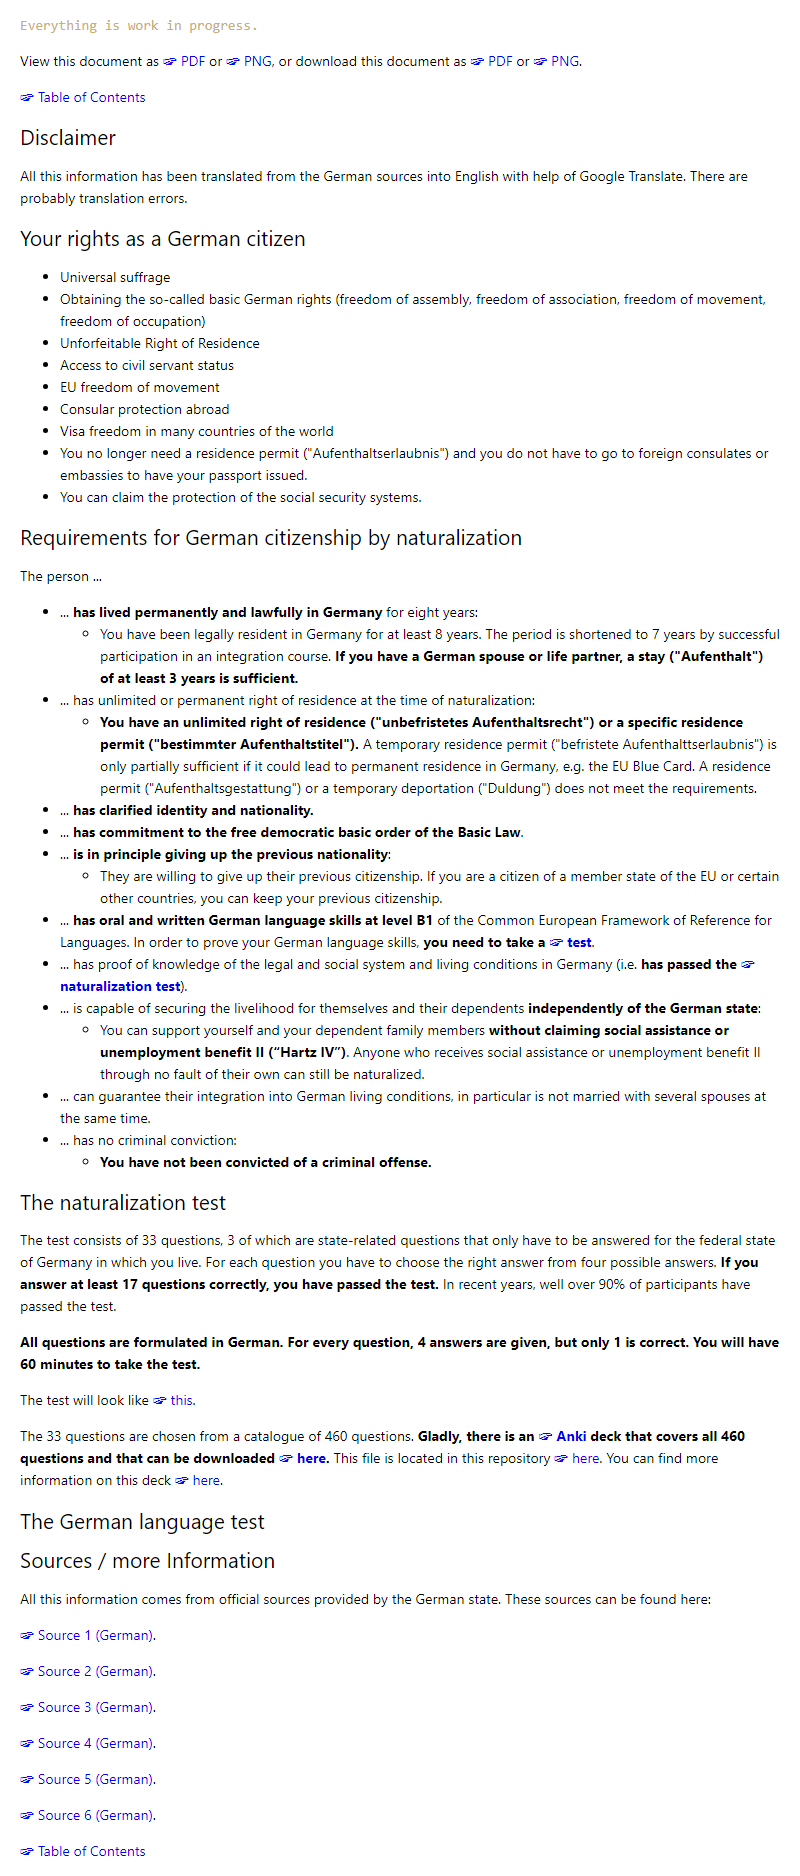 Everything is work in progress.
View this document as ☞ PDF or ☞ PNG, or download this document as ☞ PDF or ☞ PNG.
☞ Table of Contents
Disclaimer
All this information has been translated from the German sources into English with help of Google Translate. There are
probably translation errors.
Your rights as a German citizen
• Universal suffrage
• Obtaining the so-called basic German rights (freedom of assembly, freedom of association, freedom of movement,
freedom of occupation)
• Unforfeitable Right of Residence
• Access to civil servant status
• EU freedom of movement
• Consular protection abroad
• Visa freedom in many countries of the world
• You no longer need a residence permit ("Aufenthaltserlaubnis") and you do not have to go to foreign consulates or
embassies to have your passport issued.
• You can claim the protection of the social security systems.
Requirements for German citizenship by naturalization
The person ...
• ... has lived permanently and lawfully in Germany for eight years:
◦ You have been legally resident in Germany for at least 8 years. The period is shortened to 7 years by successful
participation in an integration course. If you have a German spouse or life partner, a stay ("Aufenthalt")
of at least 3 years is sufficient.
• ... has unlimited or permanent right of residence at the time of naturalization:
◦ You have an unlimited right of residence ("unbefristetes Aufenthaltsrecht") or a specific residence
permit ("bestimmter Aufenthaltstitel"). A temporary residence permit ("befristete Aufenthalttserlaubnis") is
only partially sufficient if it could lead to permanent residence in Germany, e.g. the EU Blue Card. A residence
permit ("Aufenthaltsgestattung") or a temporary deportation ("Duldung") does not meet the requirements.
• ... has clarified identity and nationality.
• ... has commitment to the free democratic basic order of the Basic Law.
• ... is in principle giving up the previous nationality:
◦ They are willing to give up their previous citizenship. If you are a citizen of a member state of the EU or certain
other countries, you can keep your previous citizenship.
• ... has oral and written German language skills at level B1 of the Common European Framework of Reference for
Languages. In order to prove your German language skills, you need to take a ☞ test.
• ... has proof of knowledge of the legal and social system and living conditions in Germany (i.e. has passed the ☞
naturalization test).
• ... is capable of securing the livelihood for themselves and their dependents independently of the German state:
◦ You can support yourself and your dependent family members without claiming social assistance or
unemployment benefit II (“Hartz IV”). Anyone who receives social assistance or unemployment benefit II
through no fault of their own can still be naturalized.
• ... can guarantee their integration into German living conditions, in particular is not married with several spouses at
the same time.
• ... has no criminal conviction:
◦ You have not been convicted of a criminal offense.
The naturalization test
The test consists of 33 questions, 3 of which are state-related questions that only have to be answered for the federal state
of Germany in which you live. For each question you have to choose the right answer from four possible answers. If you
answer at least 17 questions correctly, you have passed the test. In recent years, well over 90% of participants have
passed the test.
All questions are formulated in German. For every question, 4 answers are given, but only 1 is correct. You will have
60 minutes to take the test.
The test will look like ☞ this.
The 33 questions are chosen from a catalogue of 460 questions. Gladly, there is an ☞ Anki deck that covers all 460
questions and that can be downloaded ☞ here. This file is located in this repository ☞ here. You can find more
information on this deck ☞ here.
The German language test
Sources / more Information
All this information comes from official sources provided by the German state. These sources can be found here:
☞ Source 1 (German).
☞ Source 2 (German).
☞ Source 3 (German).
☞ Source 4 (German).
☞ Source 5 (German).
☞ Source 6 (German).
☞ Table of Contents